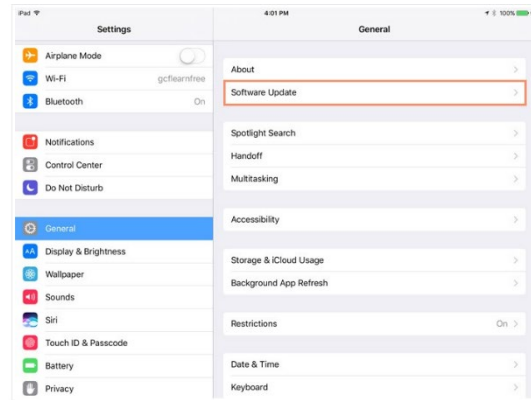 iPad 4:01 PM 100%
Settings
General
Airplane Mode
Wi-Fi gcflearnfree
Bluetooth On
Notifications
Control Center
Do Not Disturb
General
Display & Brightness
Wallpaper
Sounds
Siri
Touch ID & Passcode
Battery
Privacy
About
Software Update
Spotlight Search
Handoff
Multitasking
Accessibility
Storage & iCloud Usage
Background App Refresh
Restrictions On
Date & Time
Keyboard